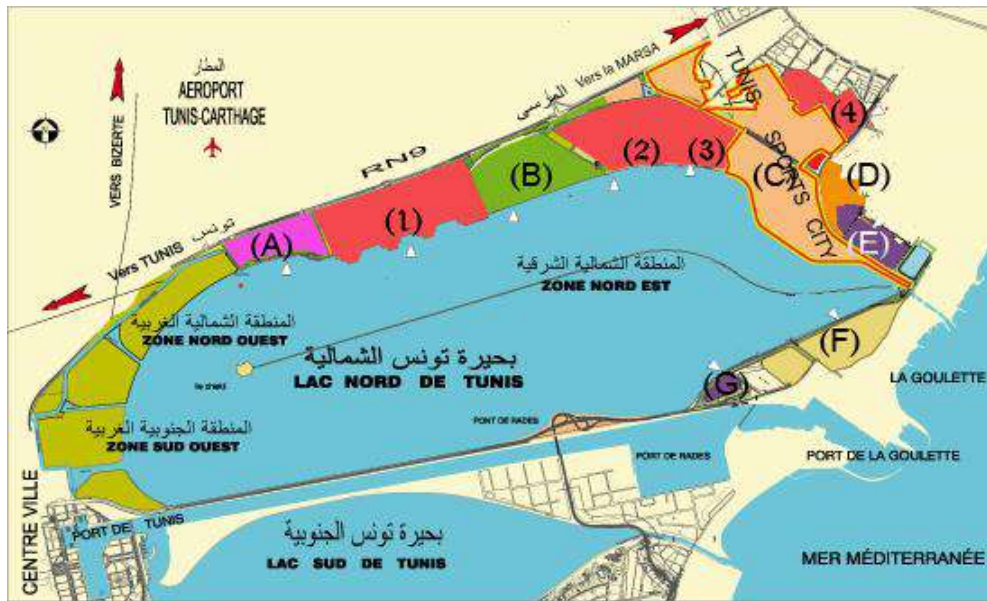 المطار
AEROPORT
TUNIS-CARTHAGE
VERS BIZERTE
RN9
المرسى
Vers la MARSA
TUNIS
SPORTS
CITY
Vers TUNIS
تونس
(A)
(1)
(B)
(2)
(3)
(C)
(4)
(D)
(E)
(F)
(G)
المنطقة الشمالية الشرقية
ZONE NORD EST
المنطقة الشمالية الغربية
ZONE NORD OUEST
بحيرة تونس الشمالية
LAC NORD DE TUNIS
المنطقة الجنوبية الغربية
ZONE SUD OUEST
PONT DE RADES
PORT DE RADES
LA GOULETTE
PORT DE LA GOULETTE
CENTRE VILLE
PORT DE TUNIS
بحيرة تونس الجنوبية
LAC SUD DE TUNIS
MER MÉDITERRANÉE